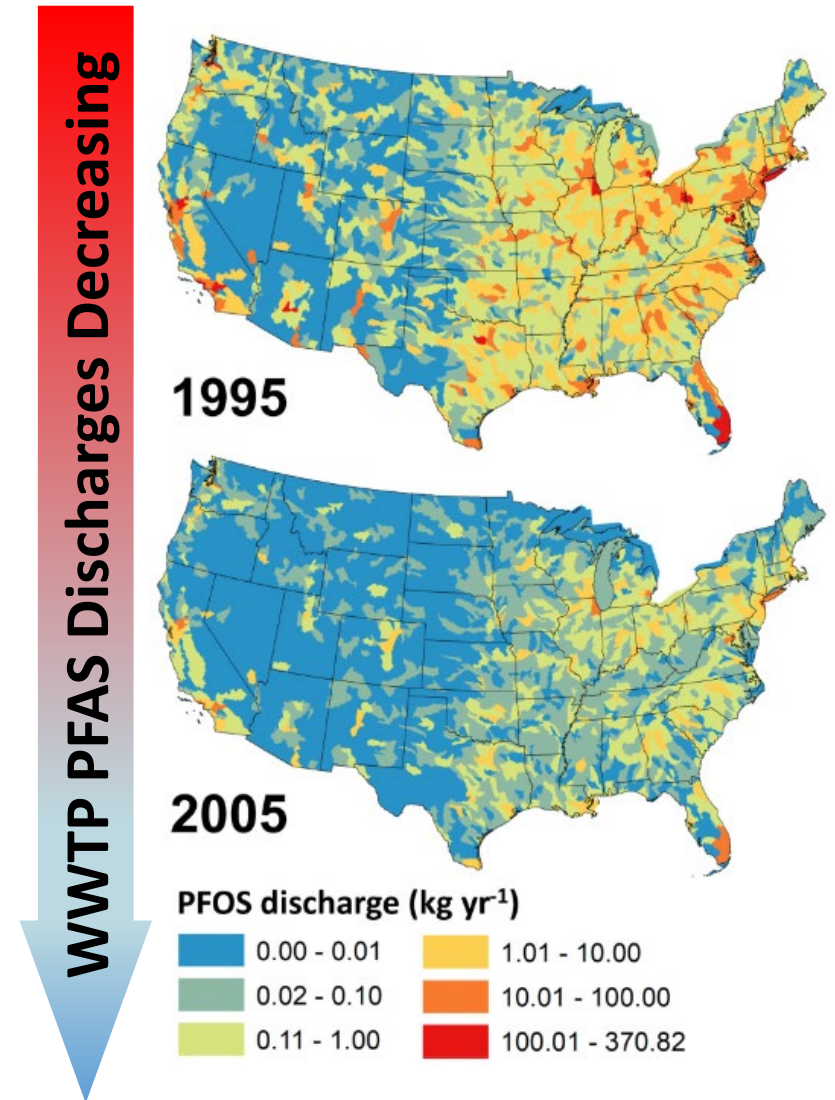 WWTP PFAS Discharges Decreasing
1995
2005
PFOS discharge (kg yr⁻¹)
0.00 - 0.01
0.02 - 0.10
0.11 - 1.00
1.01 - 10.00
10.01 - 100.00
100.01 - 370.82